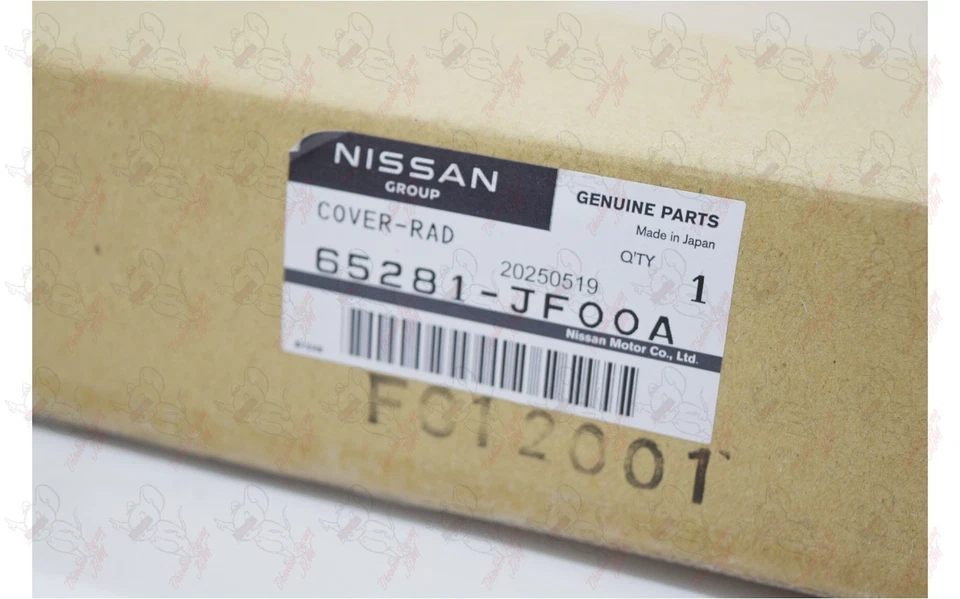 NISSAN
GROUP
GENUINE PARTS
Made in Japan
COVER-RAD
Q'TY 1
20250519
65281-JF00A
Nissan Motor Co., Ltd.
FC12001